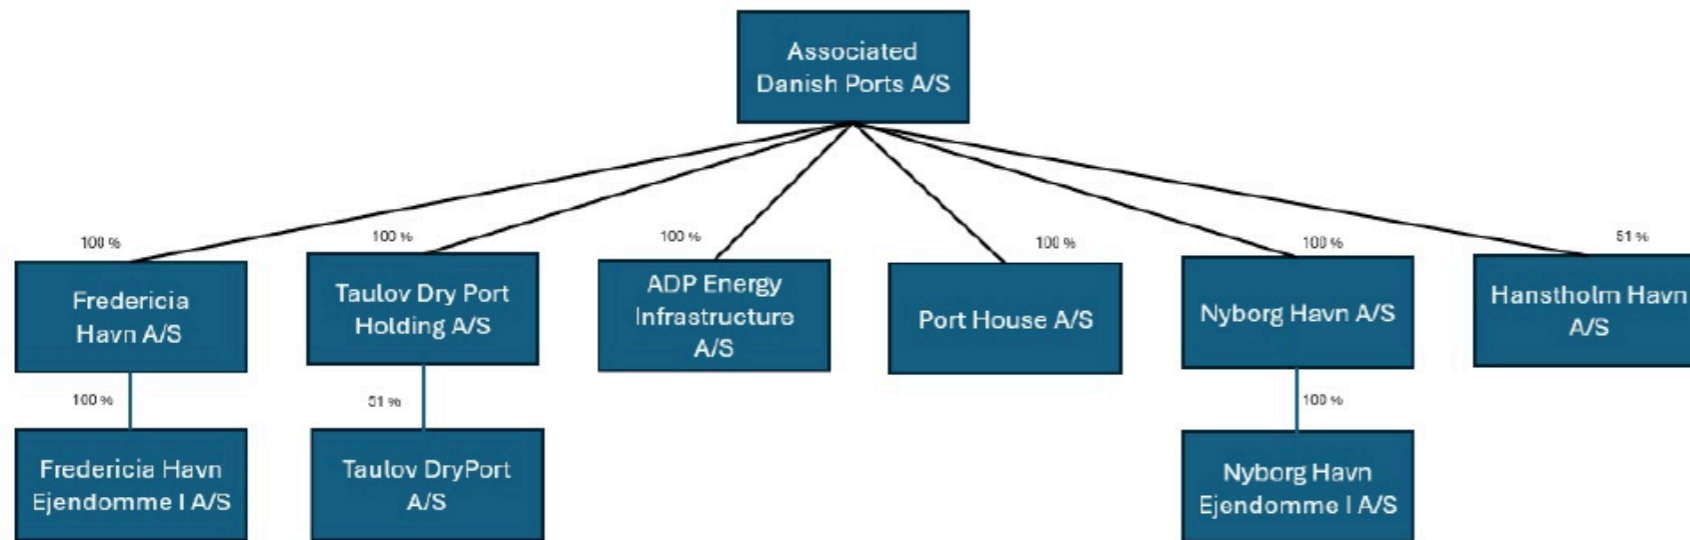 Associated
Danish Ports A/S
100 %
100 %
100 %
100 %
100 %
51 %
Fredericia
Havn A/S
Taulov Dry Port
Holding A/S
ADP Energy
Infrastructure
A/S
Port House A/S
Nyborg Havn A/S
Hanstholm Havn
A/S
100 %
51 %
100 %
Fredericia Havn
Ejendomme I A/S
Taulov DryPort
A/S
Nyborg Havn
Ejendomme I A/S